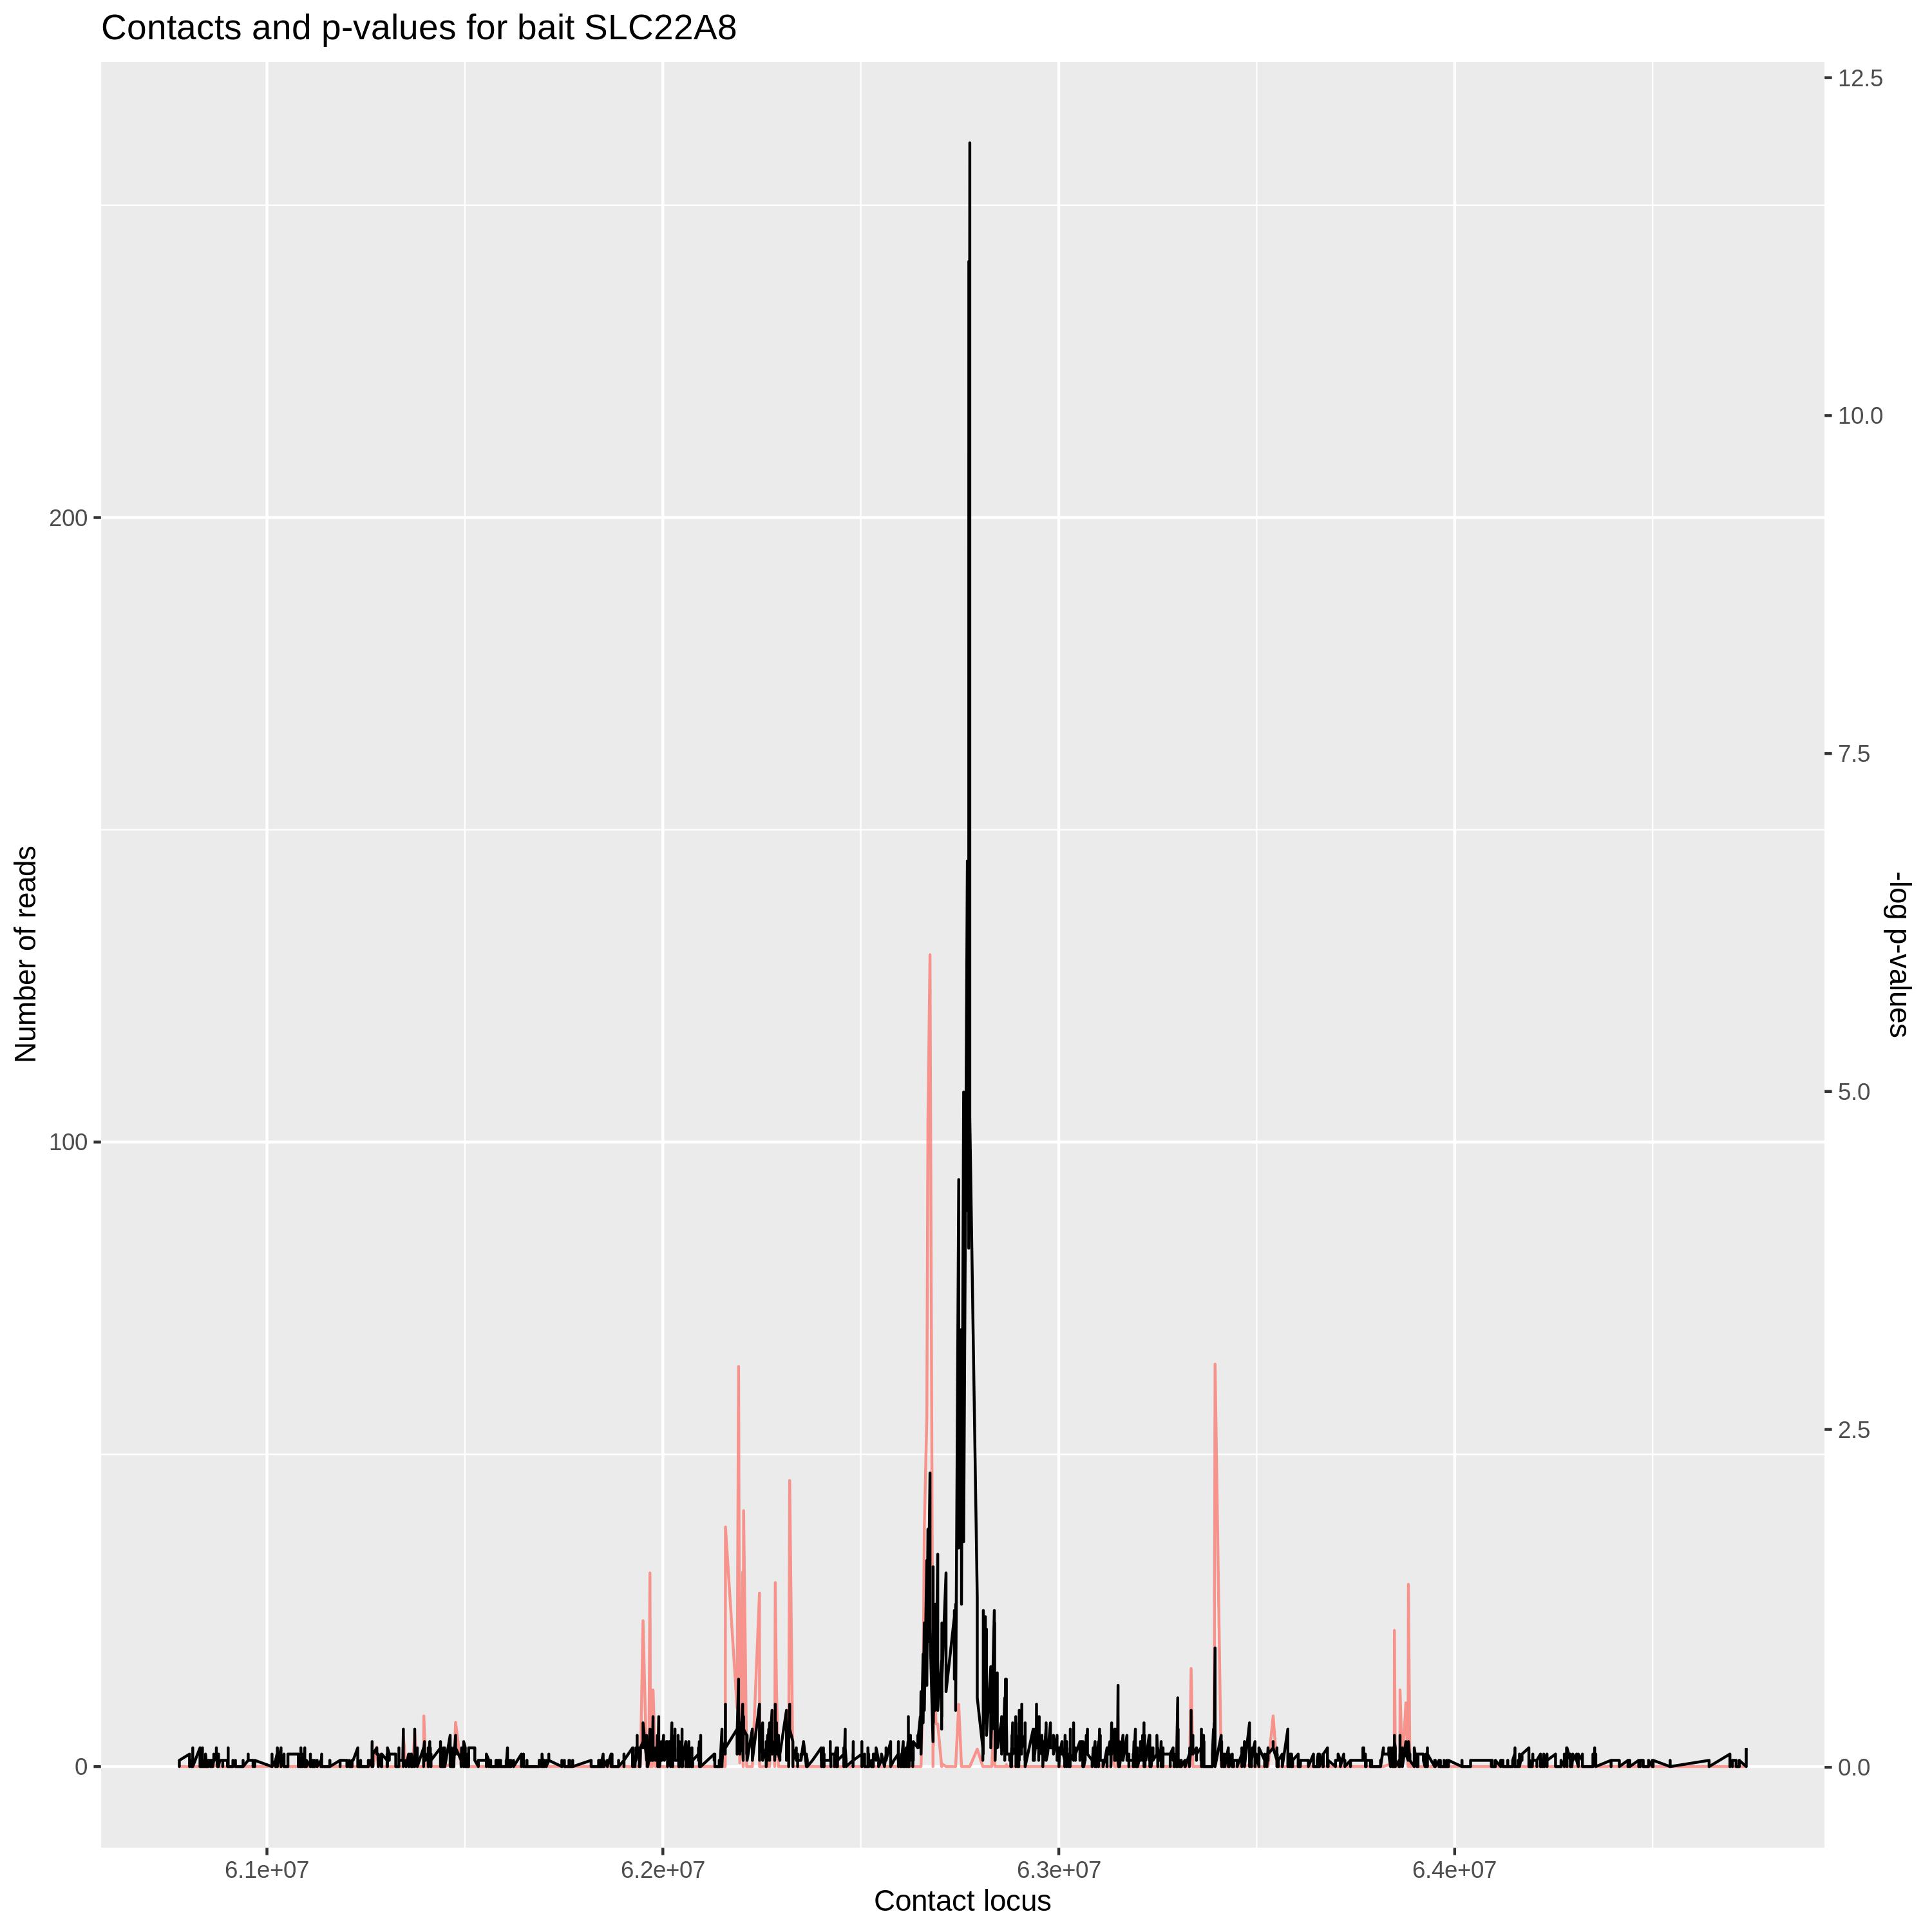 Contacts and p-values for bait SLC22A8
12.5
10.0
200
7.5
Number of reads
-log p-values
5.0
100
2.5
0
0.0
6.1e+07
6.2e+07
6.3e+07
6.4e+07
Contact locus